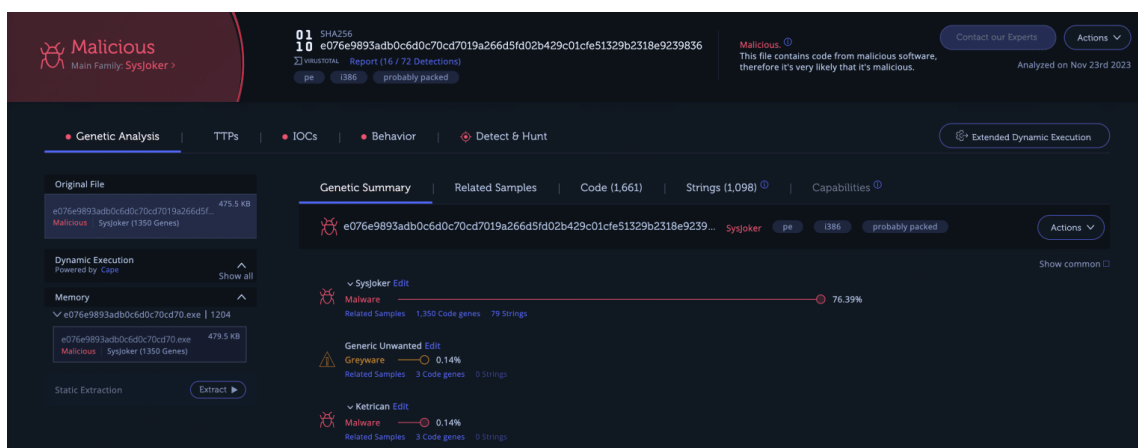 Malicious
Main Family: SysJoker >
01
10
SHA256
e076e9893adb0c6d0c70cd7019a266d5fd02b429c01cfe51329b2318e9239836
VIRUSTOTAL Report (16 / 72 Detections)
pe i386 probably packed
Malicious.
This file contains code from malicious software, therefore it's very likely that it's malicious.
Contact our Experts
Actions
Analyzed on Nov 23rd 2023
Genetic Analysis
TTPs
IOCs
Behavior
Detect & Hunt
Extended Dynamic Execution
Original File
e076e9893adb0c6d0c70cd7019a266d5f... 475.5 KB
Malicious SysJoker (1350 Genes)
Dynamic Execution
Powered by Cape
Show all
Memory
e076e9893adb0c6d0c70cd70.exe | 1204
e076e9893adb0c6d0c70cd70.exe 479.5 KB
Malicious SysJoker (1350 Genes)
Static Extraction
Extract
Genetic Summary
Related Samples
Code (1,661)
Strings (1,098)
Capabilities
e076e9893adb0c6d0c70cd7019a266d5fd02b429c01cfe51329b2318e9239... SysJoker pe i386 probably packed
Actions
Show common
SysJoker Edit
Malware 76.39%
Related Samples 1,350 Code genes 79 Strings
Generic Unwanted Edit
Greyware 0.14%
Related Samples 3 Code genes 0 Strings
Ketrican Edit
Malware 0.14%
Related Samples 3 Code genes 0 Strings